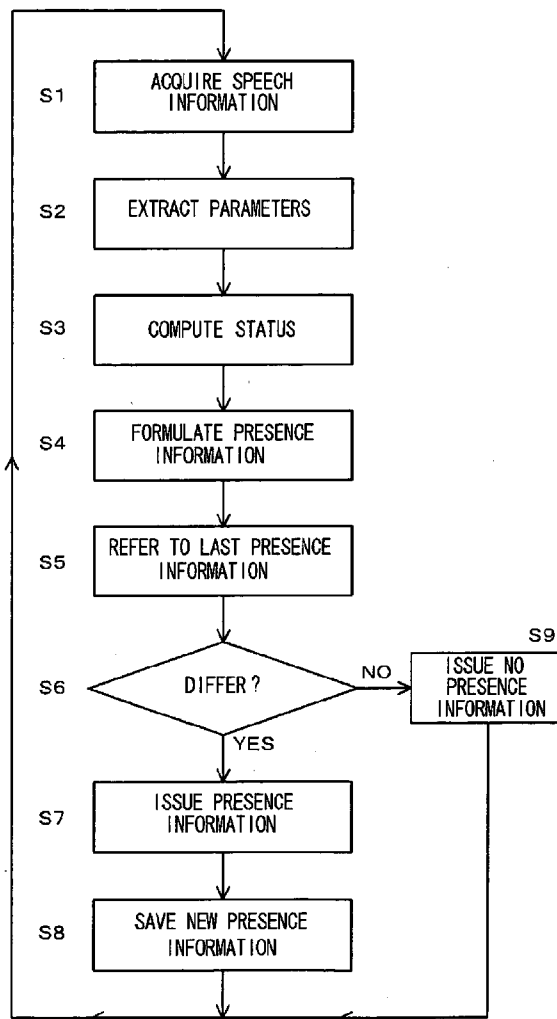 S1
ACQUIRE SPEECH
INFORMATION
S2
EXTRACT PARAMETERS
S3
COMPUTE STATUS
S4
FORMULATE PRESENCE
INFORMATION
S5
REFER TO LAST PRESENCE
INFORMATION
S6
DIFFER?
NO
S9
ISSUE NO
PRESENCE
INFORMATION
YES
S7
ISSUE PRESENCE
INFORMATION
S8
SAVE NEW PRESENCE
INFORMATION